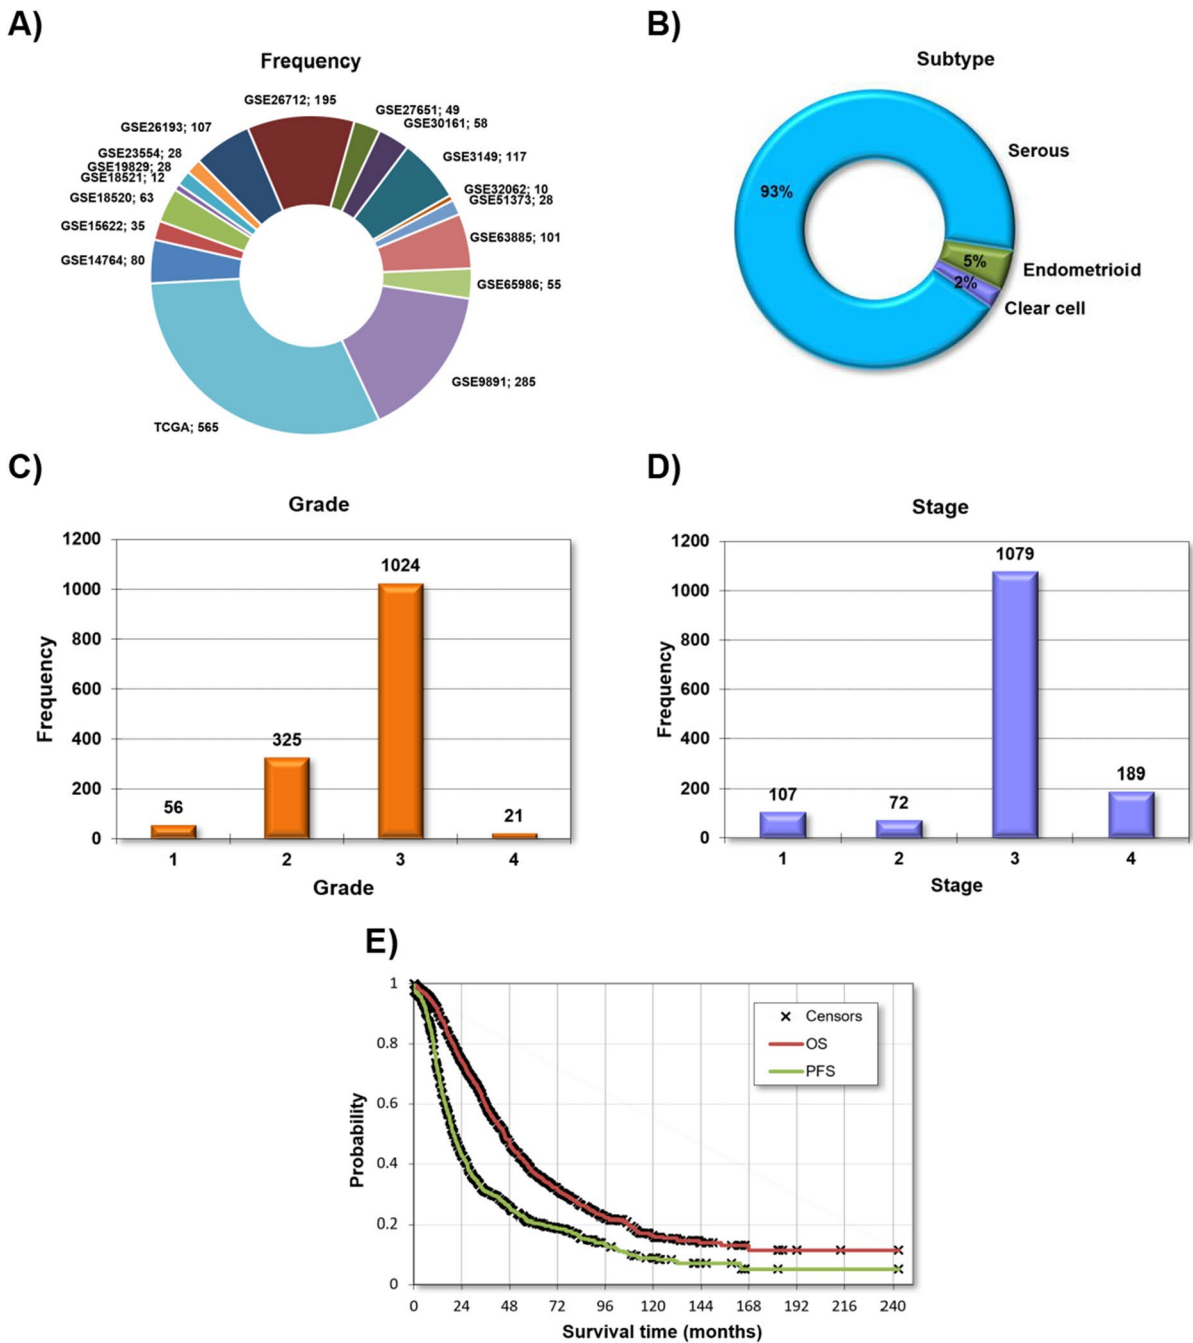 A)
Frequency
GSE26712; 195
GSE27651; 49
GSE30161; 58
GSE26193; 107
GSE3149; 117
GSE23554; 28
GSE19829; 28
GSE18521; 12
GSE32062; 10
GSE51373; 28
GSE18520; 63
GSE15622; 35
GSE63885; 101
GSE14764; 80
GSE65986; 55
GSE9891; 285
TCGA; 565
B)
Subtype
Serous
93%
5%
Endometrioid
2%
Clear cell
C)
Grade
1200
1000
800
600
400
200
0
Frequency
56
325
1024
21
1 2 3 4
Grade
D)
Stage
1200
1000
800
600
400
200
0
Frequency
107
72
1079
189
1 2 3 4
Stage
E)
1
0.8
0.6
0.4
0.2
0
Probability
Censors
OS
PFS
0 24 48 72 96 120 144 168 192 216 240
Survival time (months)